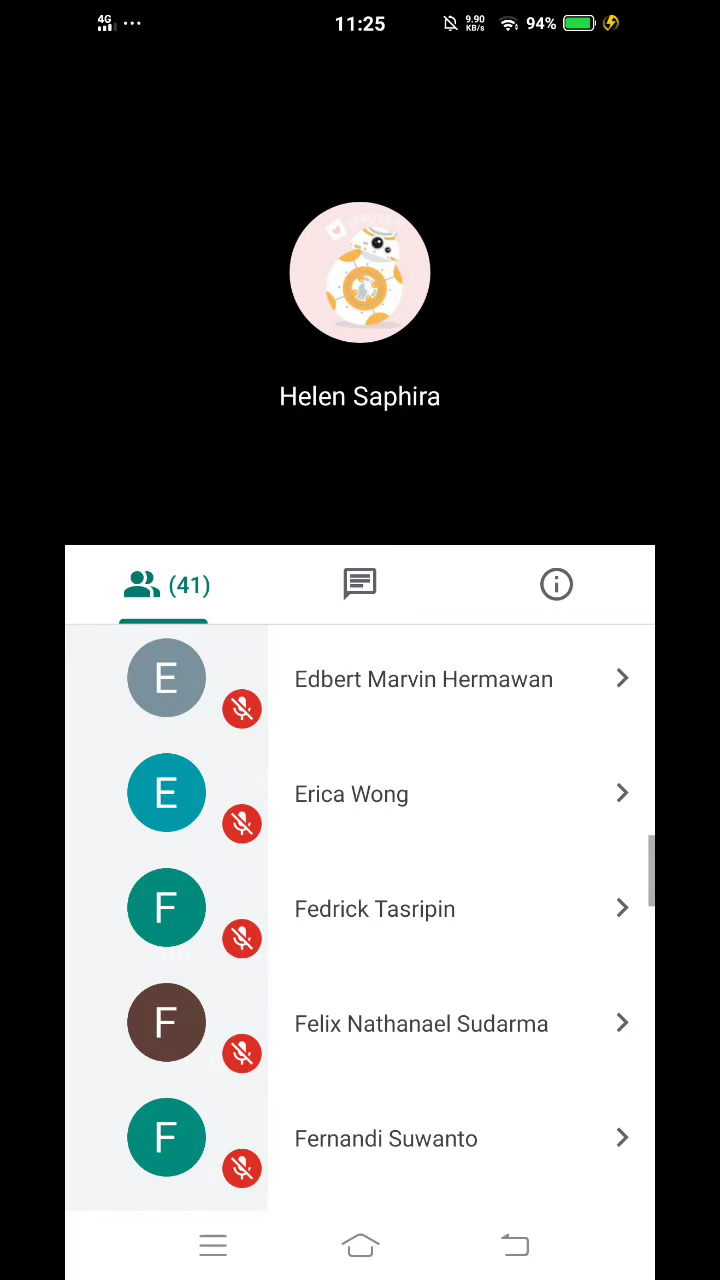 4G ... 11:25 9.90 KB/s 94%
Helen Saphira
(41)
E Edbert Marvin Hermawan
E Erica Wong
F Fedrick Tasripin
F Felix Nathanael Sudarma
F Fernandi Suwanto